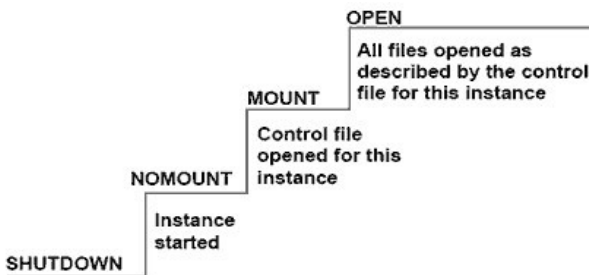 OPEN
All files opened as
described by the control
file for this instance
MOUNT
Control file
opened for this
instance
NOMOUNT
Instance
started
SHUTDOWN